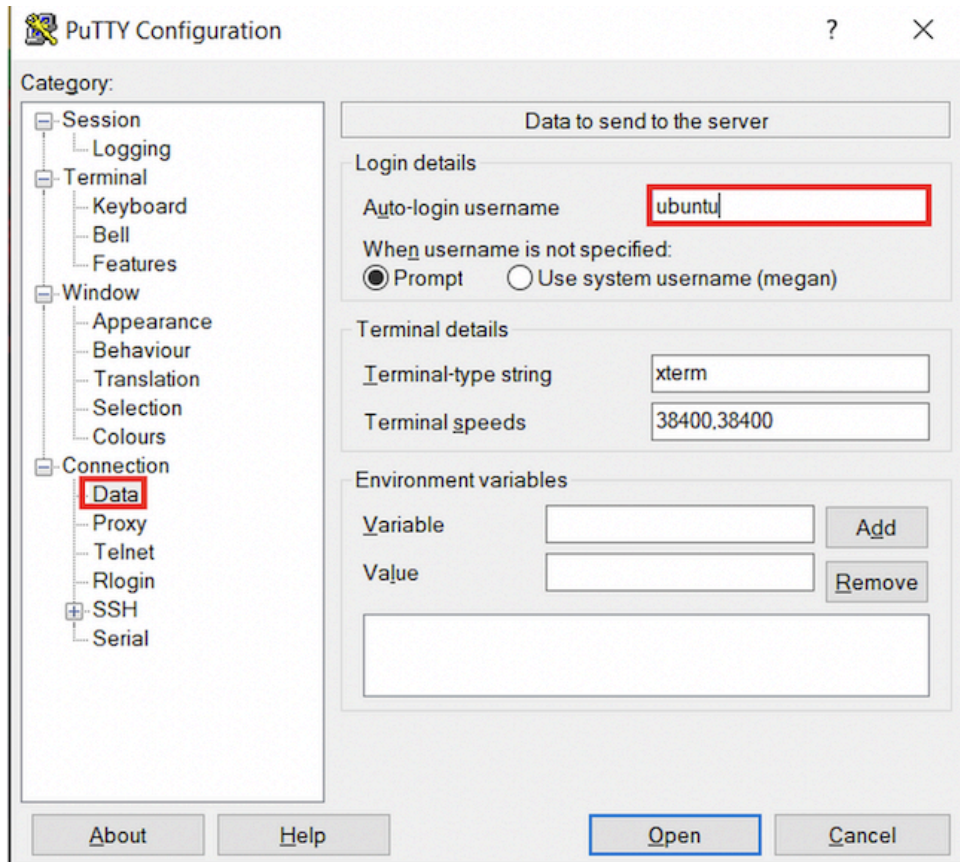 PuTTY Configuration
?
Category:
Session
Logging
Terminal
Keyboard
Bell
Features
Window
Appearance
Behaviour
Translation
Selection
Colours
Connection
Data
Proxy
Telnet
Rlogin
SSH
Serial
Data to send to the server
Login details
Auto-login username
ubuntu
When username is not specified:
Prompt Use system username (megan)
Terminal details
Terminal-type string xterm
Terminal speeds 38400,38400
Environment variables
Variable Add
Value Remove
About Help Open Cancel